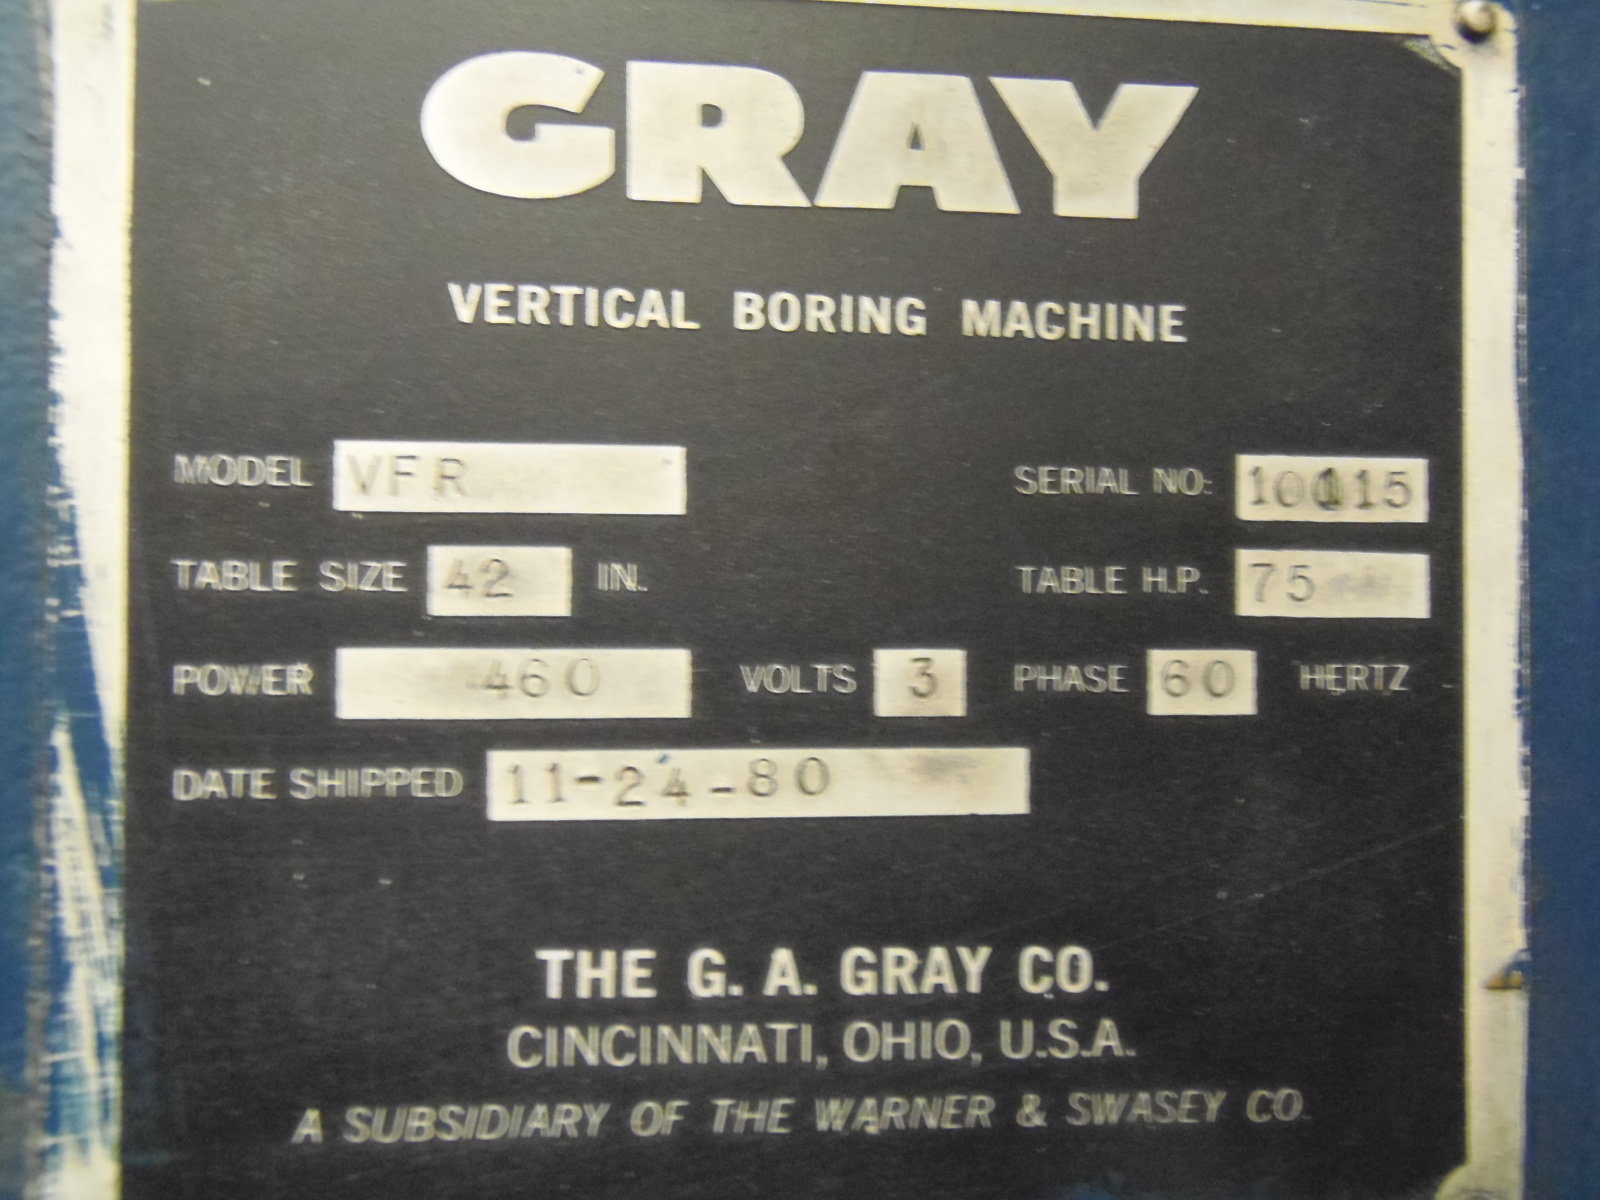 GRAY
VERTICAL BORING MACHINE
MODEL VFR SERIAL NO: 10115
TABLE SIZE 42 IN. TABLE H.P. 75
POWER 460 VOLTS 3 PHASE 60 HERTZ
DATE SHIPPED 11-24-80
THE G. A. GRAY CO.
CINCINNATI, OHIO, U.S.A.
A SUBSIDIARY OF THE WARNER & SWASEY CO.